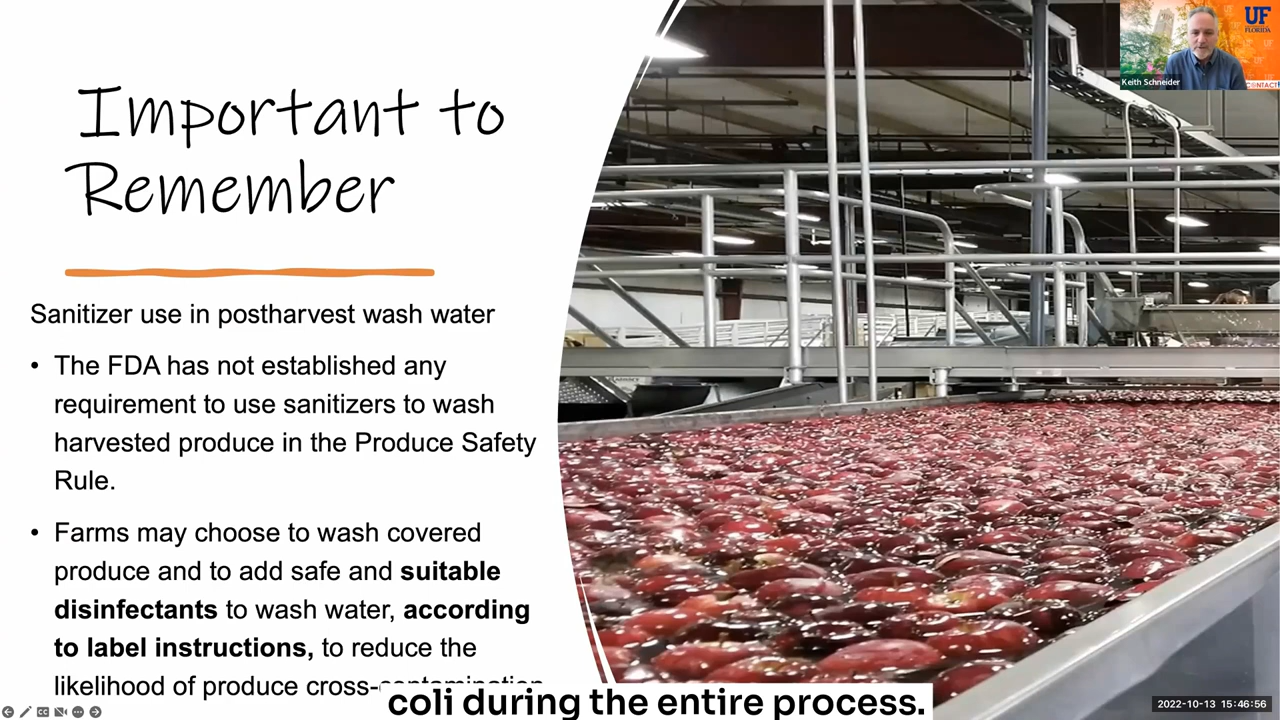 Important to
Remember
Sanitizer use in postharvest wash water
• The FDA has not established any
requirement to use sanitizers to wash
harvested produce in the Produce Safety
Rule.
• Farms may choose to wash covered
produce and to add safe and suitable
disinfectants to wash water, according
to label instructions, to reduce the
likelihood of produce cross-contamination
coli during the entire process.
UF
FLORIDA
Keith Schneider
2022-10-13 15:46:56